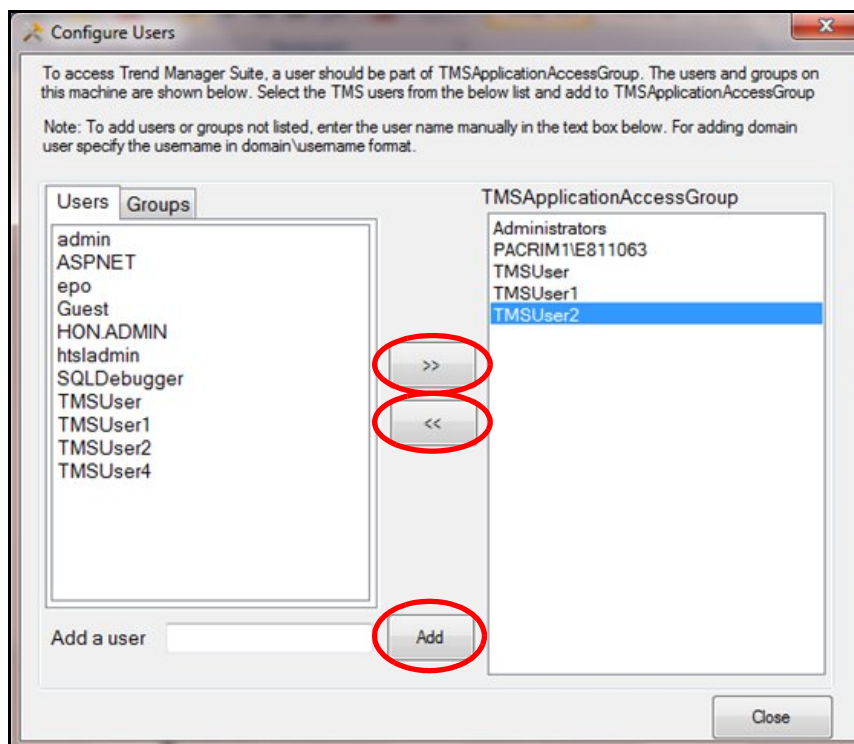 Configure Users
To access Trend Manager Suite, a user should be part of TMSApplicationAccessGroup. The users and groups on
this machine are shown below. Select the TMS users from the below list and add to TMSApplicationAccessGroup
Note: To add users or groups not listed, enter the user name manually in the text box below. For adding domain
user specify the username in domain\username format.
Users
Groups
admin
ASPNET
epo
Guest
HON.ADMIN
htsladmin
SQLDebugger
TMSUser
TMSUser1
TMSUser2
TMSUser4
>>
<<
TMSApplicationAccessGroup
Administrators
PACRIM1\E811063
TMSUser
TMSUser1
TMSUser2
Add a user
Add
Close